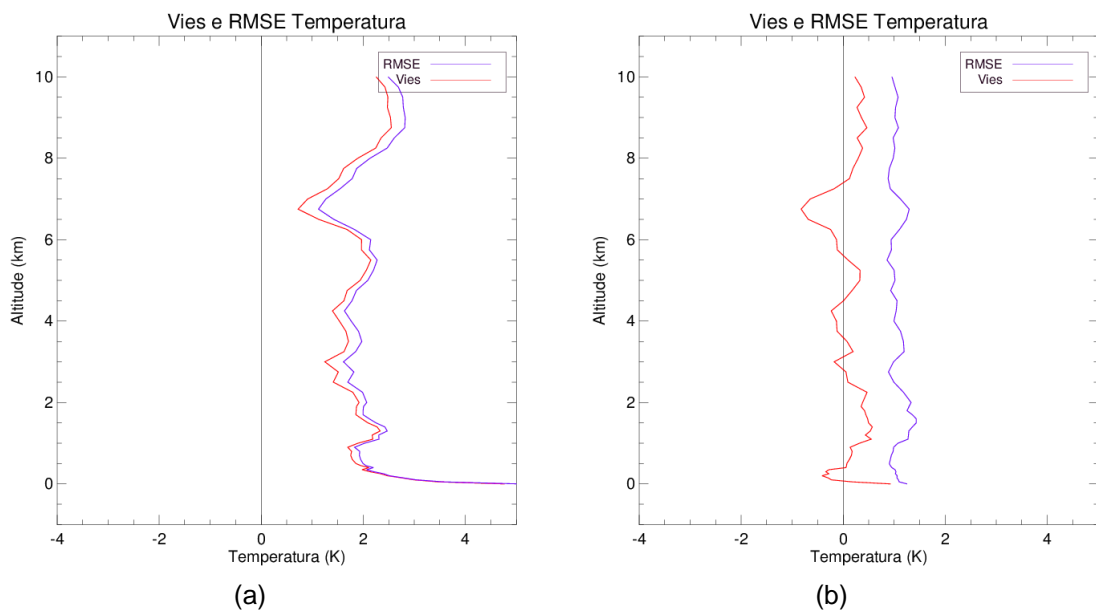 Vies e RMSE Temperatura
RMSE
Vies
10
8
6
4
2
0
Altitude (km)
-4
-2
0
2
4
Temperatura (K)
(a)
Vies e RMSE Temperatura
RMSE
Vies
10
8
6
4
2
0
Altitude (km)
-4
-2
0
2
4
Temperatura (K)
(b)